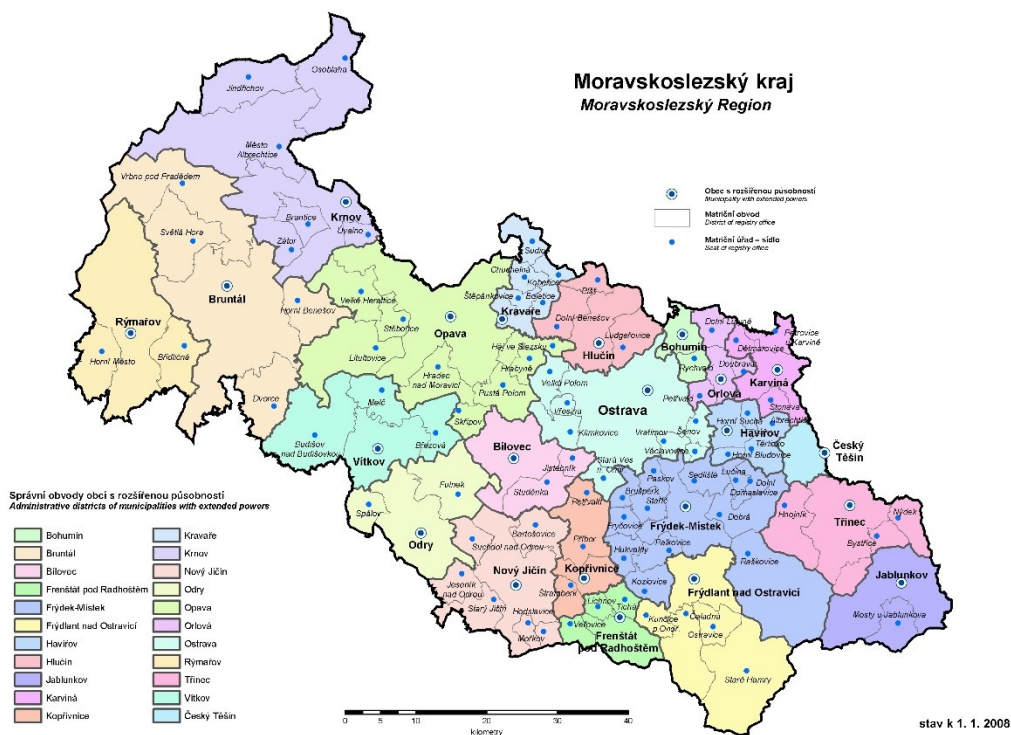 Moravskoslezský kraj
Moravskoslezský Region
Obec s rozšířenou působností
Municipality with extended powers
Matriční obvod
District of registry office
Matriční úřad – sídlo
Seat of registry office
Osoblaha
Jindřichov
Město
Albrechtice
Vrbno pod Pradědem
Krnov
Brantice
Úvalno
Světlá Hora
Zátor
Sudice
Chuchelná
Kobeřice
Bruntál
Velké Heraltice
Štěpánkovice
Bolatice
Píšť
Horní Benešov
Kravaře
Dolní Benešov
Rýmařov
Opava
Stěbořice
Ludgeřovice
Bohumín
Dolní Lutyně
Petrovice
u Karviné
Dětmarovice
Háj ve Slezsku
Hlučín
Horní Město
Břidličná
Litultovice
Hrabyně
Rychvald
Doubrava
Karviná
Hradec
nad Moravicí
Velká Polom
Orlová
Pustá Polom
Ostrava
Petřvald
Stonava
Dvorce
Melč
Vřesina
Horní Suchá
Albrechtice
Skřipov
Šenov
Havířov
Klimkovice
Vratimov
Těrlicko
Budišov
nad Budišovkou
Březová
Václavovice
Horní Bludovice
Český
Těšín
Vítkov
Bílovec
Stará Ves
n. Ondř.
Jistebník
Paskov
Sedliště
Lučina
Dolní
Domaslavice
Fulnek
Studénka
Petřvald
Brušperk
Staříč
Třinec
Spálov
Fryčovice
Frýdek-Místek
Dobrá
Hnojník
Nýdek
Bartošovice
Odry
Suchdol nad Odrou
Příbor
Hukvaldy
Palkovice
Bystřice
Raškovice
Jeseník
nad Odrou
Nový Jičín
Kopřivnice
Jablunkov
Kozlovice
Frýdlant nad Ostravicí
Starý Jičín
Štramberk
Lichnov
Tichá
Hodslavice
Veřovice
Kunčice
p. Ondř.
Čeladná
Mosty u Jablunkova
Mořkov
Frenštát
pod Radhoštěm
Ostravice
Staré Hamry
Správní obvody obcí s rozšířenou působností
Administrative districts of municipalities with extended powers
Bohumín
Bruntál
Bílovec
Frenštát pod Radhoštěm
Frýdek-Místek
Frýdlant nad Ostravicí
Havířov
Hlučín
Jablunkov
Karviná
Kopřivnice
Kravaře
Krnov
Nový Jičín
Odry
Opava
Orlová
Ostrava
Rýmařov
Třinec
Vítkov
Český Těšín
0 5 10 20 30 40
kilometry
stav k 1. 1. 2008